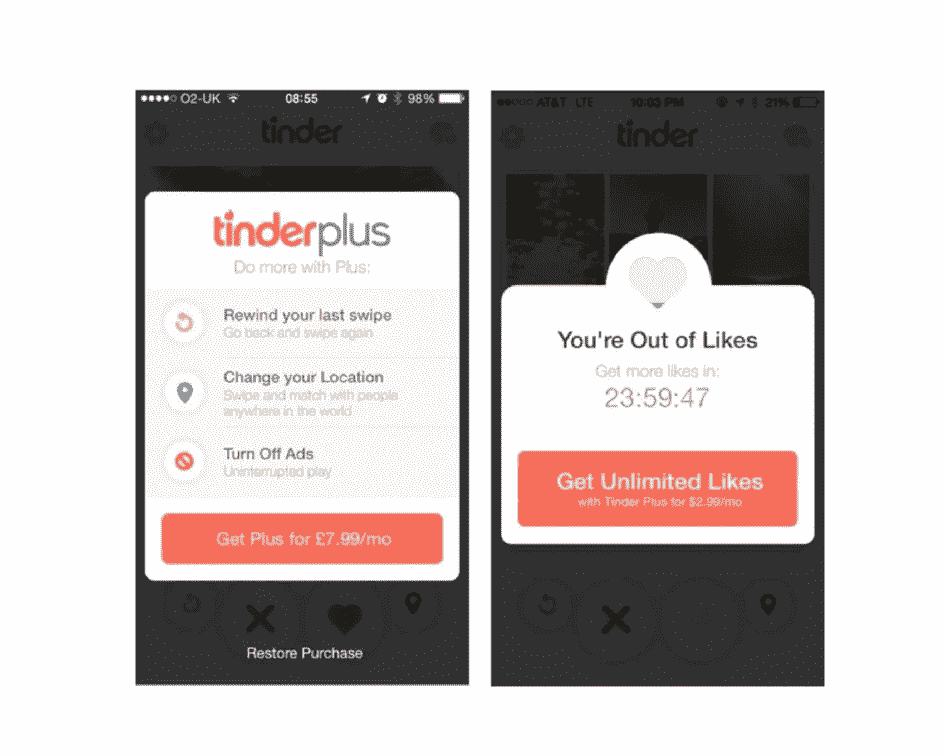 O2-UK 08:55 98%
tinder
tinderplus
Do more with Plus:
Rewind your last swipe
Go back and swipe again
Change your Location
Swipe and match with people
anywhere in the world
Turn Off Ads
Uninterrupted play
Get Plus for £7.99/mo
Restore Purchase
AT&T LTE 10:03 PM 21%
tinder
You're Out of Likes
Get more likes in:
23:59:47
Get Unlimited Likes
with Tinder Plus for $2.99/mo